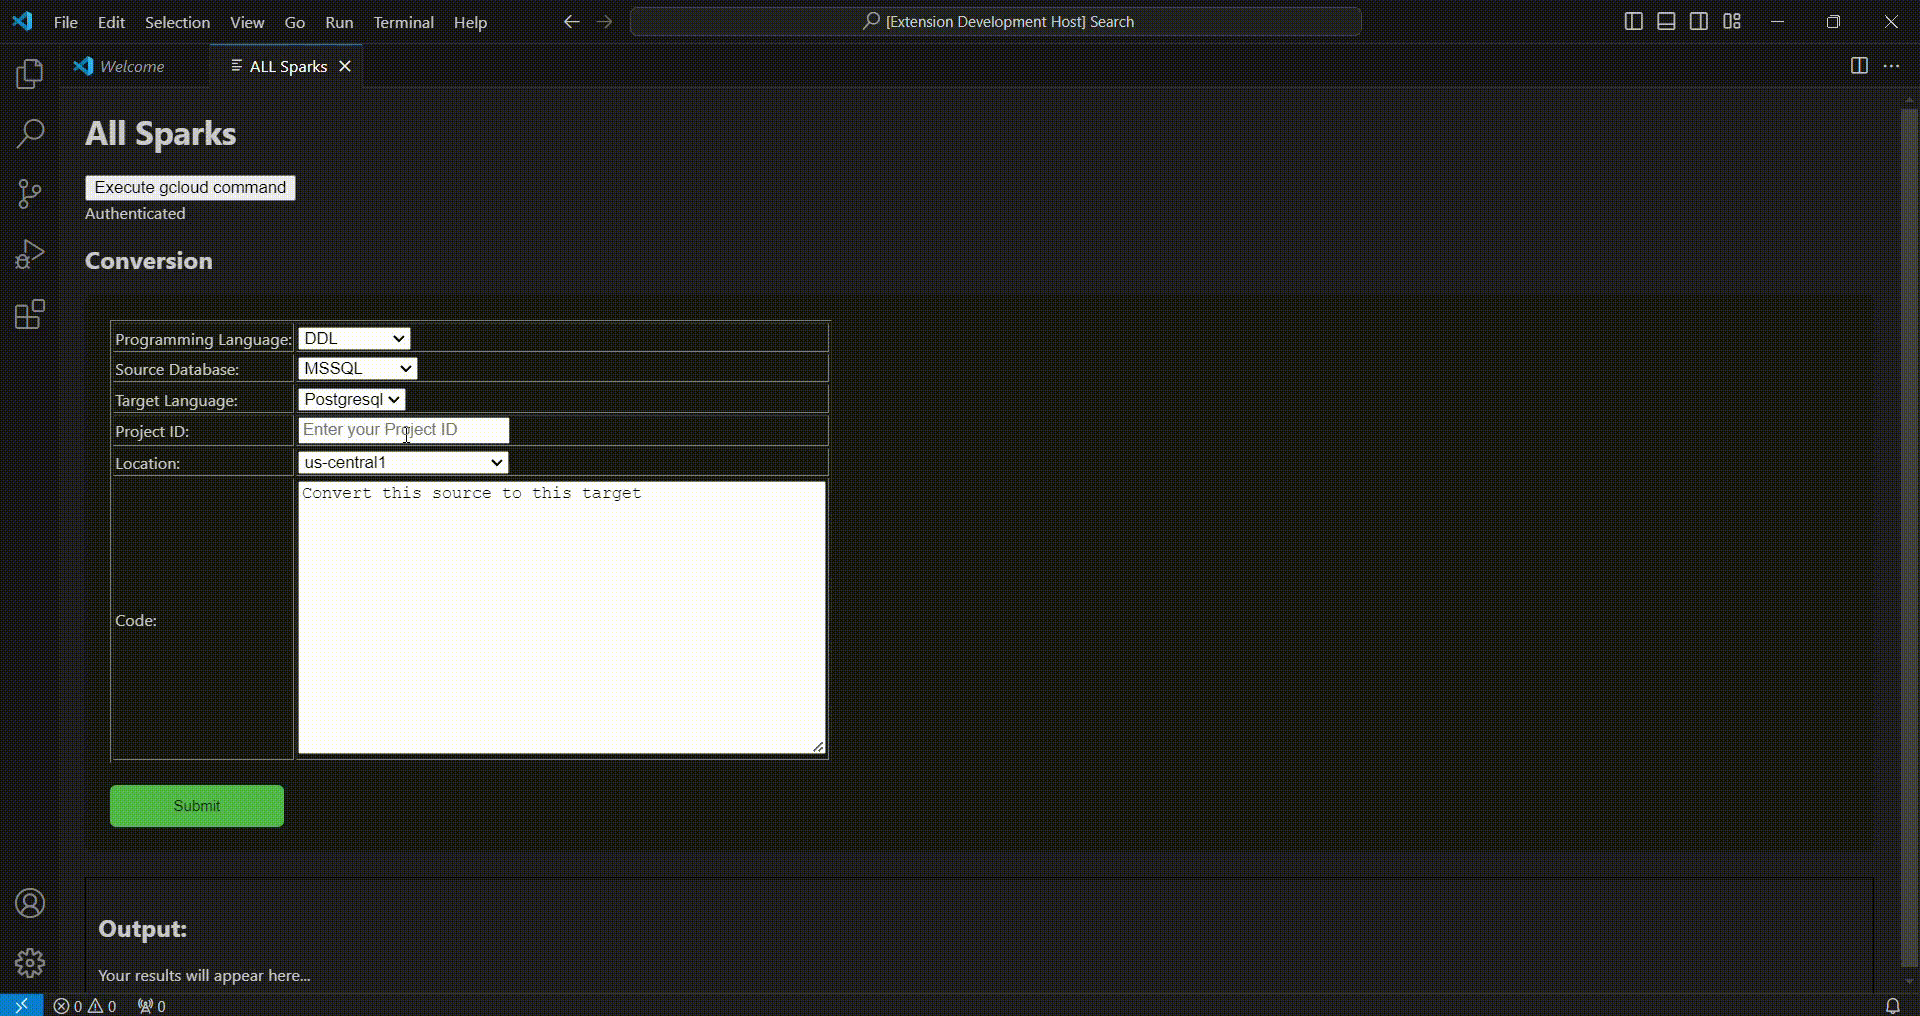 File Edit Selection View Go Run Terminal Help
[Extension Development Host] Search
Welcome
ALL Sparks
All Sparks
Execute gcloud command
Authenticated
Conversion
Programming Language: DDL
Source Database: MSSQL
Target Language: Postgresql
Project ID: Enter your Project ID
Location: us-central1
Code: Convert this source to this target
Submit
Output:
Your results will appear here...
0 0 0